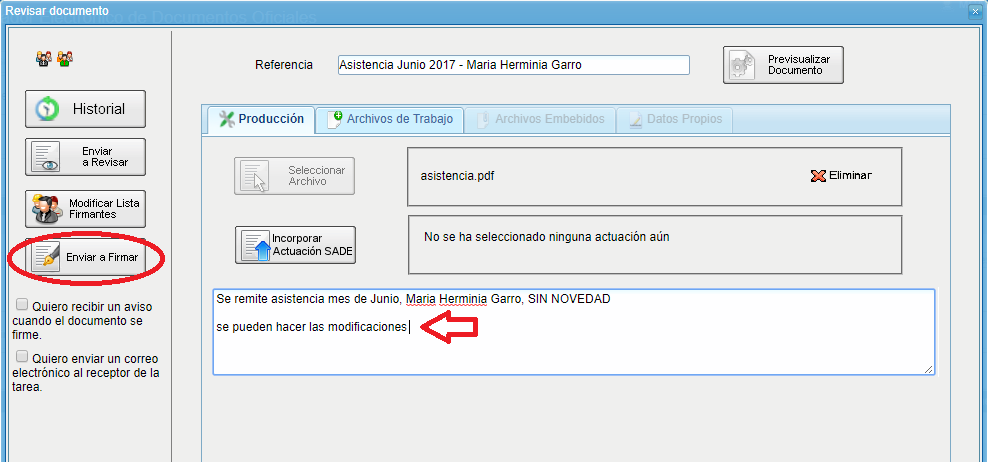 Revisar documento
de Documentos Oficiales
Referencia
Asistencia Junio 2017 - Maria Herminia Garro
Previsualizar
Documento
Historial
Enviar
a Revisar
Modificar Lista
Firmantes
Enviar a Firmar
Quiero recibir un aviso
cuando el documento se
firme.
Quiero enviar un correo
electrónico al receptor de la
tarea.
Producción
Archivos de Trabajo
Archivos Embebidos
Datos Propios
Seleccionar
Archivo
asistencia.pdf
Eliminar
Incorporar
Actuación SADE
No se ha seleccionado ninguna actuación aún
Se remite asistencia mes de Junio, Maria Herminia Garro, SIN NOVEDAD
se pueden hacer las modificaciones